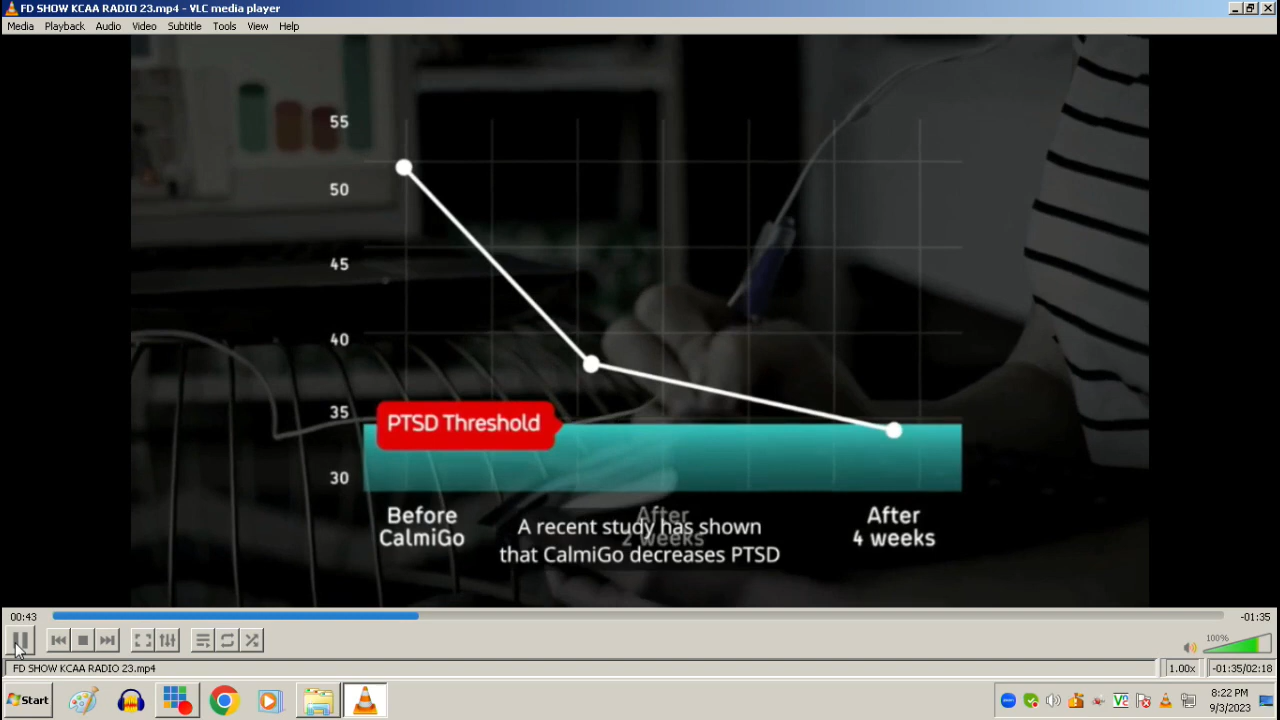 FD SHOW KCAA RADIO 23.mp4 - VLC media player
Media Playback Audio Video Subtitle Tools View Help
55
50
45
40
35
30
PTSD Threshold
Before
CalmiGo
After
2 weeks
After
4 weeks
A recent study has shown
that CalmiGo decreases PTSD
00:43
-01:35
100%
FD SHOW KCAA RADIO 23.mp4
1.00x
-01:35/02:18
Start
8:22 PM
9/3/2023